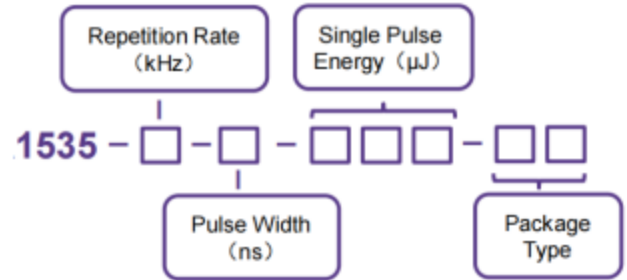 Repetition Rate
（kHz）
Single Pulse
Energy（μJ）
1535 – □ – □ – □□□ – □□
Pulse Width
（ns）
Package
Type